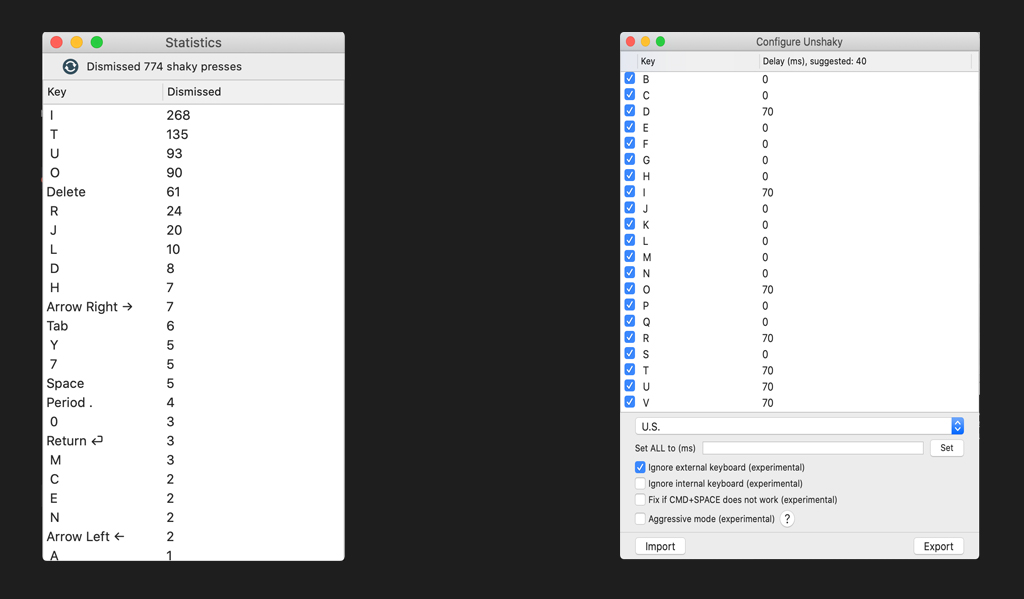 Statistics
Dismissed 774 shaky presses
Key Dismissed
I 268
T 135
U 93
O 90
Delete 61
R 24
J 20
L 10
D 8
H 7
Arrow Right → 7
Tab 6
Y 5
7 5
Space 5
Period . 4
0 3
Return ⏎ 3
M 3
C 2
E 2
N 2
Arrow Left ← 2
A 1
Configure Unshaky
Key Delay (ms), suggested: 40
B 0
C 0
D 70
E 0
F 0
G 0
H 0
I 70
J 0
K 0
L 0
M 0
N 0
O 70
P 0
Q 0
R 70
S 0
T 70
U 70
V 70
U.S.
Set ALL to (ms) Set
Ignore external keyboard (experimental)
Ignore internal keyboard (experimental)
Fix if CMD+SPACE does not work (experimental)
Aggressive mode (experimental) ?
Import Export